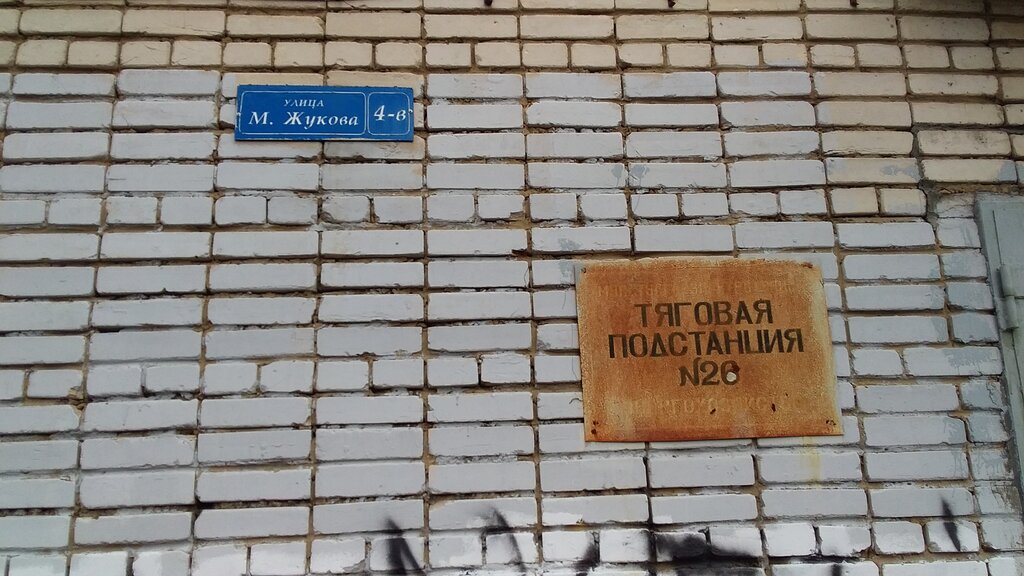 УЛИЦА
М. Жукова
4-в
ТЯГОВАЯ
ПОДСТАНЦИЯ
№26